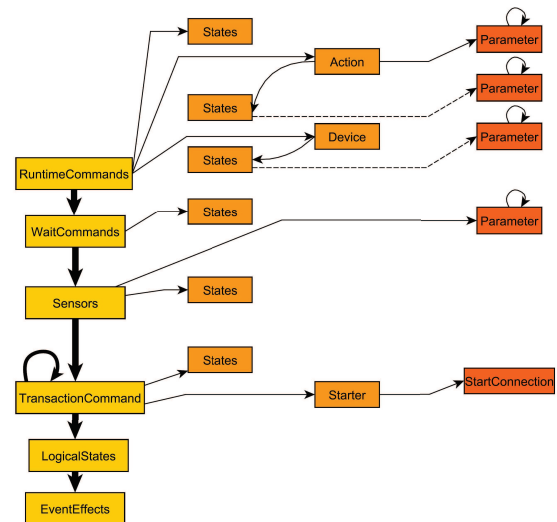 States
Parameter
Action
Parameter
States
Device
Parameter
States
RuntimeCommands
States
Parameter
WaitCommands
States
Sensors
States
StartConnection
TransactionCommand
Starter
LogicalStates
EventEffects